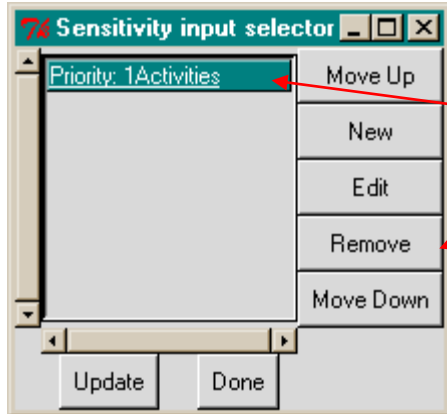 Sensitivity input selector
Priority: 1Activities
Move Up
New
Edit
Remove
Move Down
Update
Done